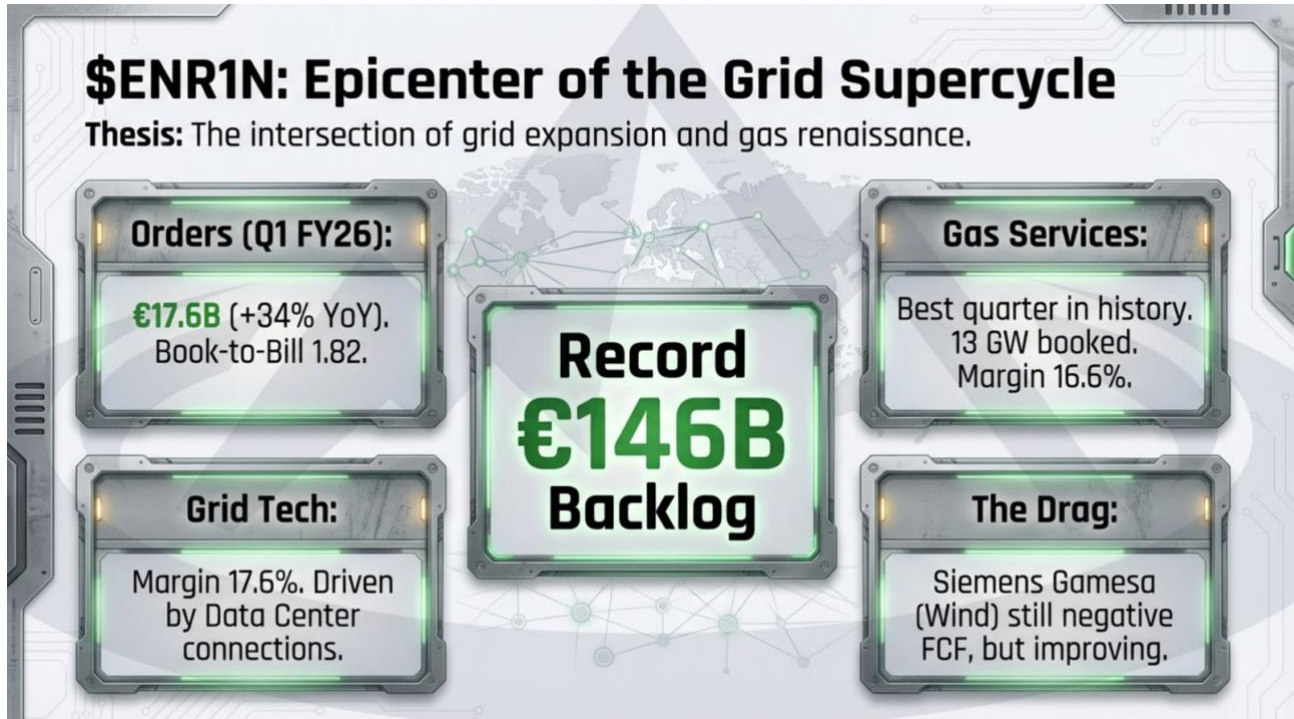 $ENR1N: Epicenter of the Grid Supercycle
Thesis: The intersection of grid expansion and gas renaissance.
Orders (Q1 FY26):
€17.6B (+34% YoY).
Book-to-Bill 1.82.
Grid Tech:
Margin 17.6%. Driven
by Data Center
connections.
Record
€146B
Backlog
Gas Services:
Best quarter in history.
13 GW booked.
Margin 16.6%.
The Drag:
Siemens Gamesa
(Wind) still negative
FCF, but improving.